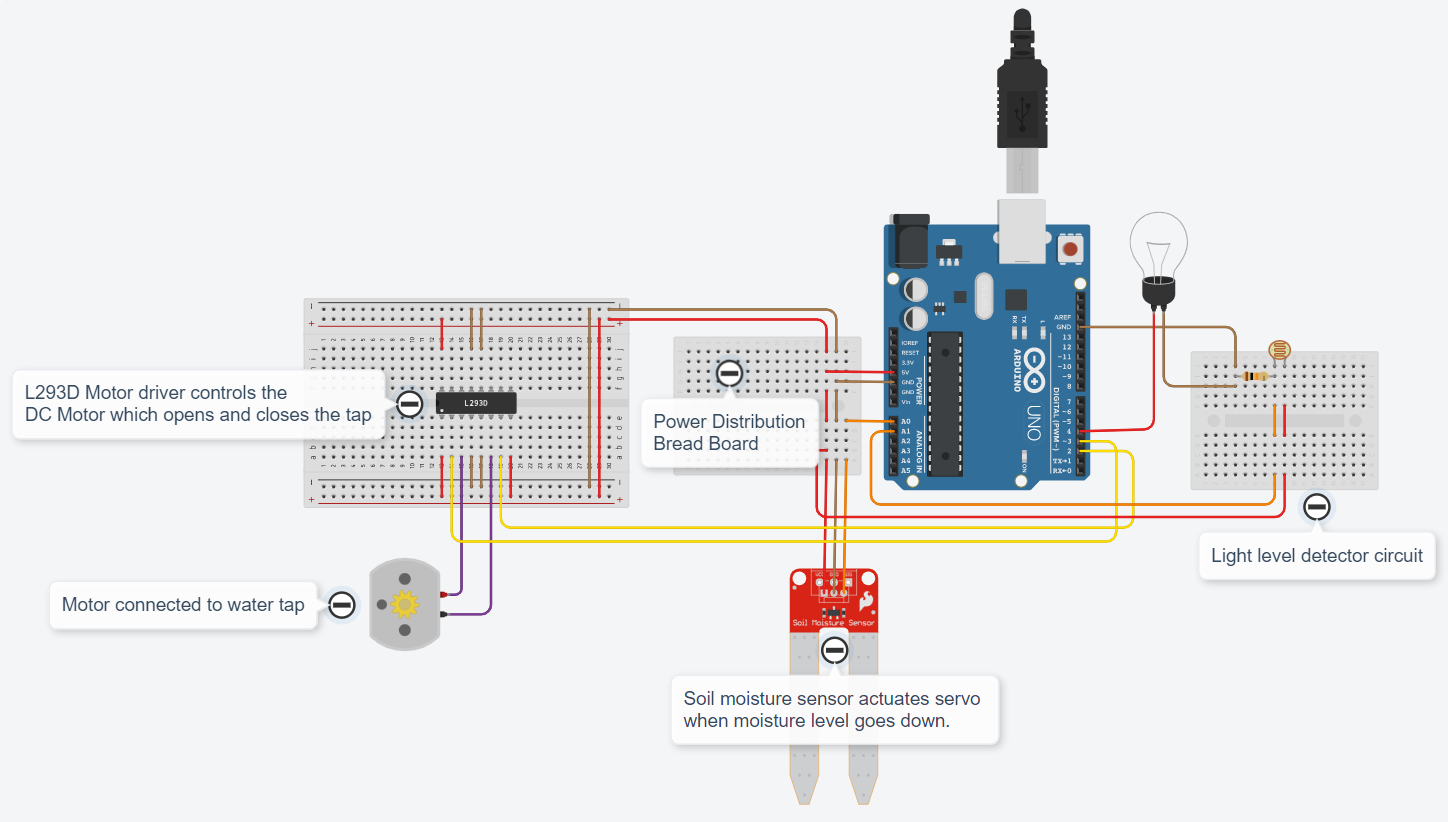 L293D Motor driver controls the
DC Motor which opens and closes the tap
L293D
Power Distribution
Bread Board
IOREF
RESET
3.3V
5V
GND
GND
Vin
POWER
A0
A1
A2
A3
A4
A5
ANALOG IN
RX
TX
L
ARDUINO
UNO
ON
AREF
GND
13
12
~11
~10
~9
8
7
~6
~5
4
~3
2
TX→1
RX←0
DIGITAL (PWM~)
Light level detector circuit
Motor connected to water tap
Soil Moisture Sensor
Soil moisture sensor actuates servo
when moisture level goes down.